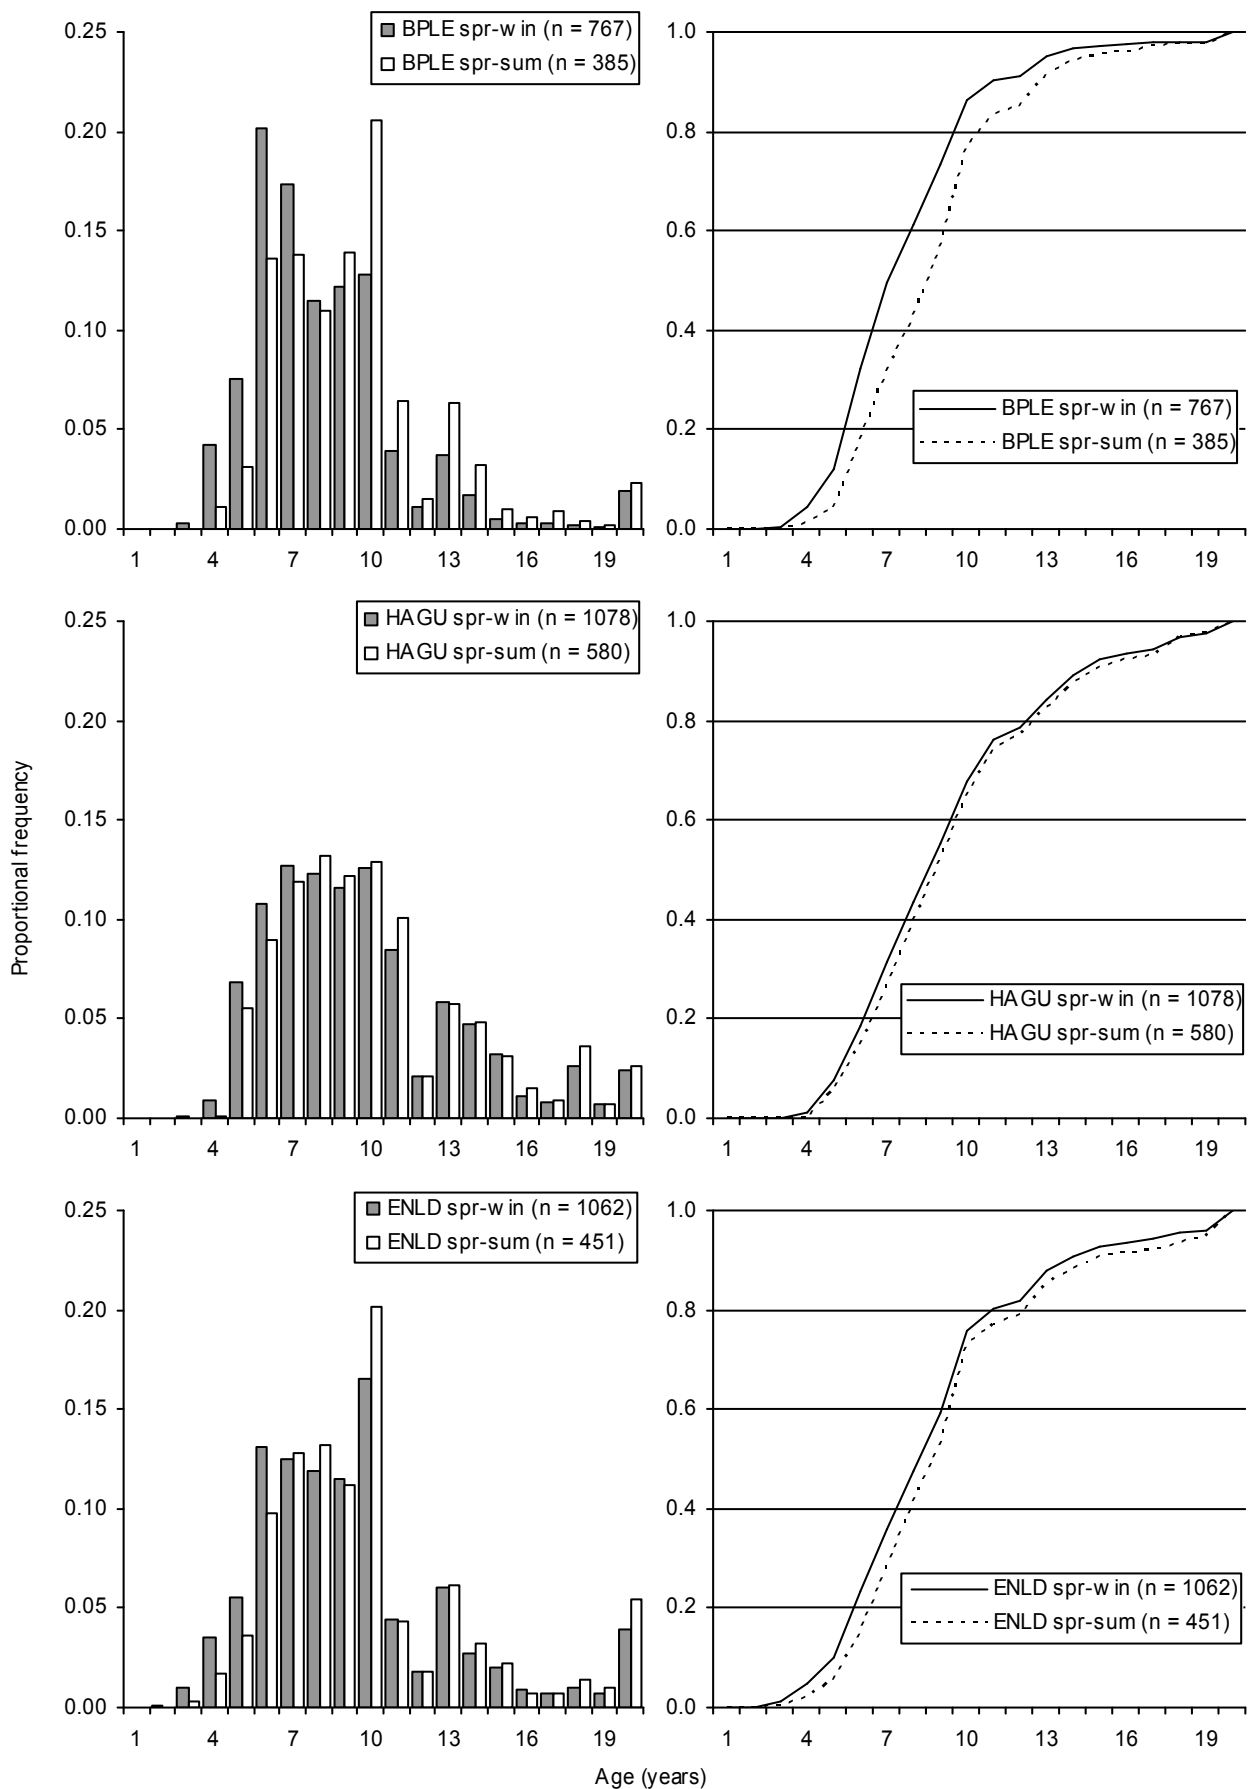 0.25
0.20
0.15
0.10
0.05
0.00
BPLE spr-win (n = 767)
BPLE spr-sum (n = 385)
1 4 7 10 13 16 19
1.0
0.8
0.6
0.4
0.2
0.0
BPLE spr-win (n = 767)
BPLE spr-sum (n = 385)
1 4 7 10 13 16 19
Proportional frequency
0.25
0.20
0.15
0.10
0.05
0.00
HAGU spr-win (n = 1078)
HAGU spr-sum (n = 580)
1 4 7 10 13 16 19
1.0
0.8
0.6
0.4
0.2
0.0
HAGU spr-win (n = 1078)
HAGU spr-sum (n = 580)
1 4 7 10 13 16 19
0.25
0.20
0.15
0.10
0.05
0.00
ENLD spr-win (n = 1062)
ENLD spr-sum (n = 451)
1 4 7 10 13 16 19
1.0
0.8
0.6
0.4
0.2
0.0
ENLD spr-win (n = 1062)
ENLD spr-sum (n = 451)
1 4 7 10 13 16 19
Age (years)